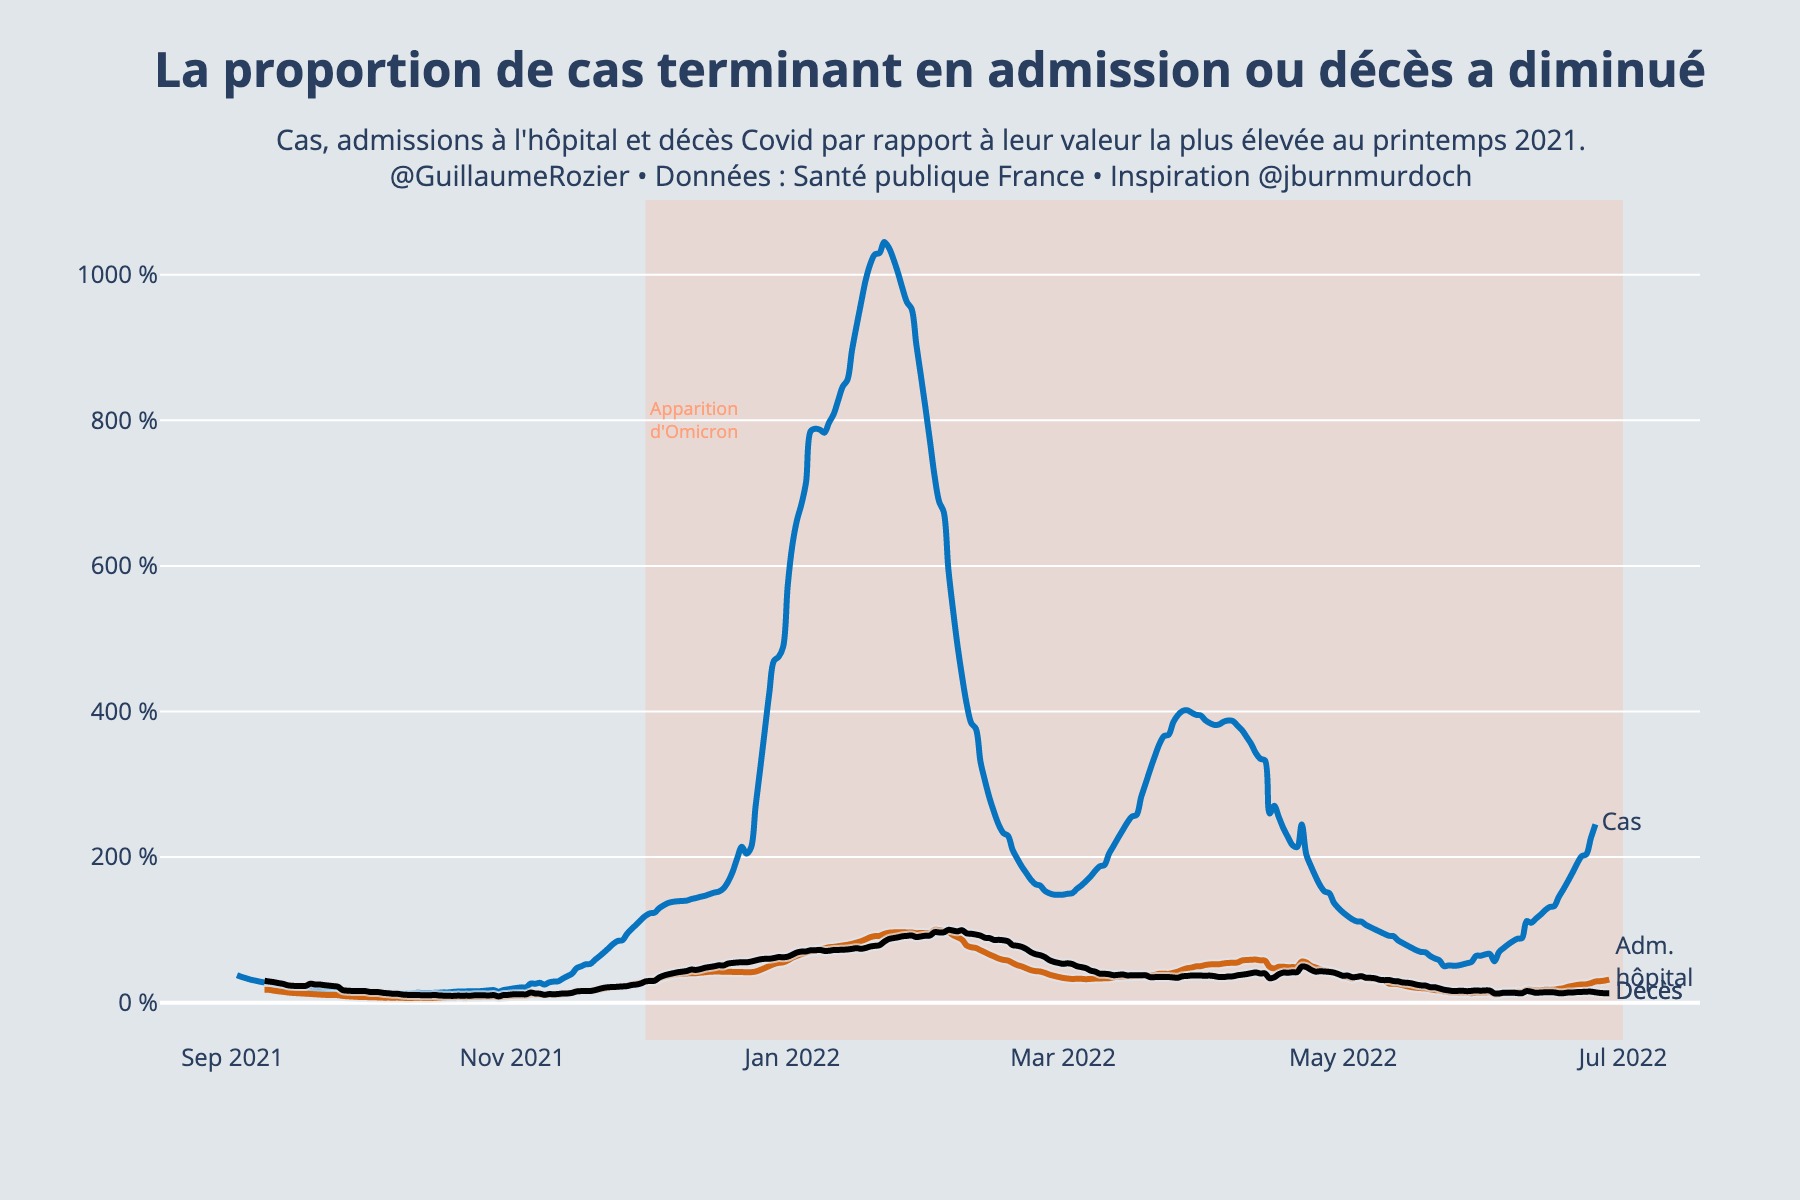 La proportion de cas terminant en admission ou décès a diminué
Cas, admissions à l'hôpital et décès Covid par rapport à leur valeur la plus élevée au printemps 2021.
@GuillaumeRozier • Données : Santé publique France • Inspiration @jburnmurdoch
1000 %
800 %
600 %
400 %
200 %
0 %
Apparition
d'Omicron
Cas
Adm.
hôpital
Décès
Sep 2021
Nov 2021
Jan 2022
Mar 2022
May 2022
Jul 2022